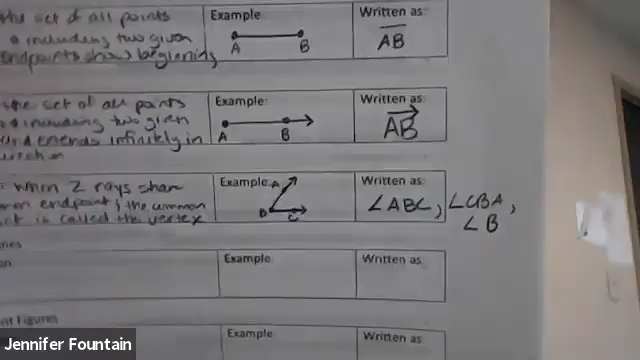 the set of all points
including two given
endpoints show beginning
Example:
A B
Written as:
AB
the set of all points
including two given
and extends infinitely in
Example:
A B
Written as:
AB
when 2 rays share
endpoint, the common
is called the vertex
Example:
A
B C
Written as:
∠ABC, ∠CBA,
∠B
Example:
Written as:
Figures
Example:
Written as:
Jennifer Fountain